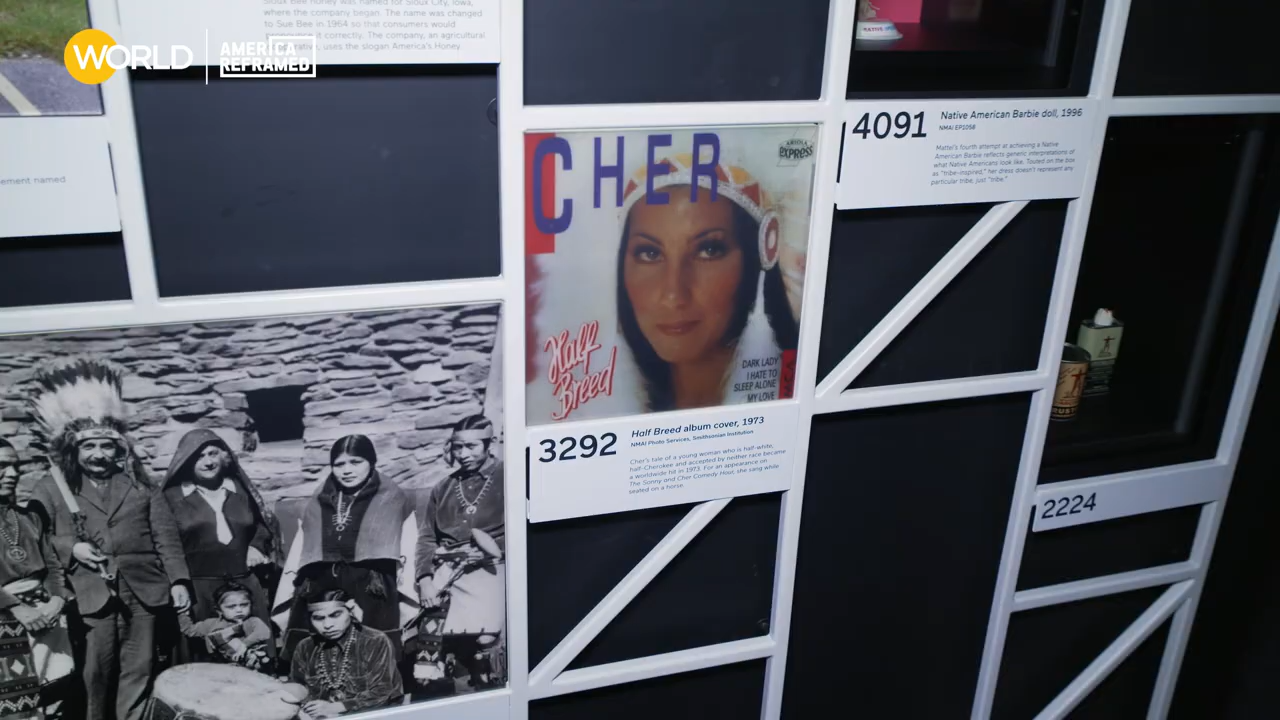 Sioux Bee honey was named for Sioux City, Iowa,
where the company began. The name was changed
to Sue Bee in 1964 so that consumers would
correctly. The company, an agricultural
uses the slogan America's Honey
WORLD
AMERICA
REFRAMED
ement named
CHER
express
Half
Breed
DARK LADY
I HATE TO
SLEEP ALONE
MY LOVE
MCA
3292
Half Breed album cover, 1973
NMAI Photo Services, Smithsonian Institution
Cher's tale of a young woman who is half-white,
half-Cherokee and accepted by neither race became
a worldwide hit in 1973. For an appearance on
The Sonny and Cher Comedy Hour, she sang while
seated on a horse.
4091
Native American Barbie doll, 1996
NMAI EP1058
Mattel's fourth attempt at achieving a Native
American Barbie reflects generic interpretations of
what Native Americans look like. Touted on the box
as "tribe-inspired," her dress doesn't represent any
particular tribe, just "tribe."
2224